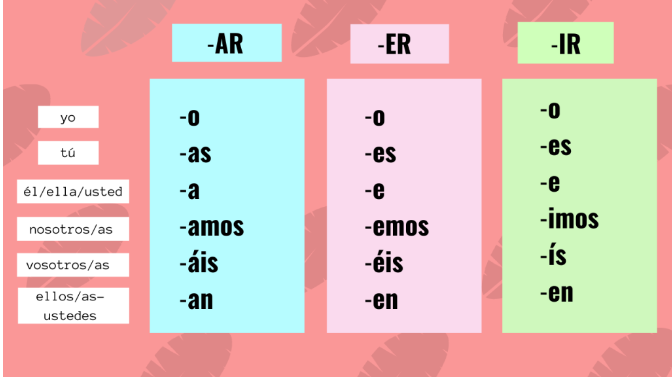 -AR -ER -IR
yo -o -o -o
tú -as -es -es
él/ella/usted -a -e -e
nosotros/as -amos -emos -imos
vosotros/as -áis -éis -ís
ellos/as- -an -en -en
ustedes